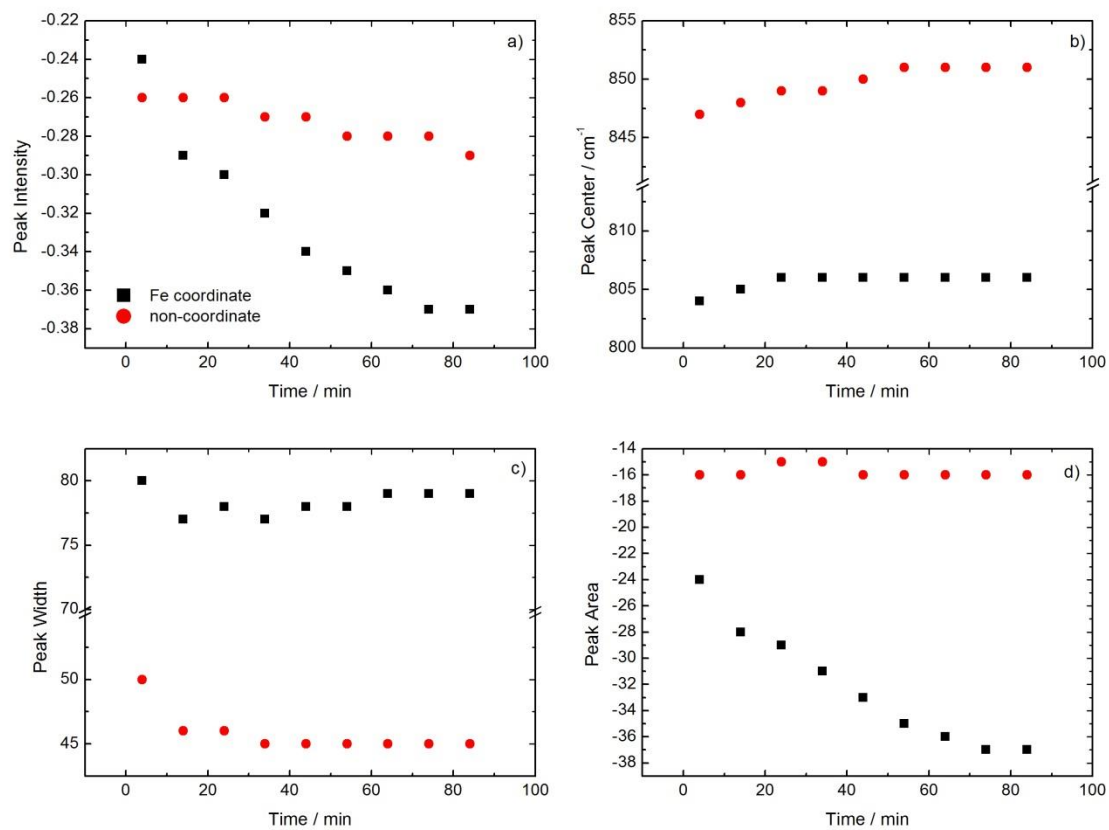 a)
Peak Intensity
-0.22
-0.24
-0.26
-0.28
-0.30
-0.32
-0.34
-0.36
-0.38
Fe coordinate
non-coordinate
0 20 40 60 80 100
Time / min
b)
Peak Center / cm⁻¹
855
850
845
810
805
800
0 20 40 60 80 100
Time / min
c)
Peak Width
80
75
70
50
45
0 20 40 60 80 100
Time / min
d)
Peak Area
-14
-16
-18
-20
-22
-24
-26
-28
-30
-32
-34
-36
-38
0 20 40 60 80 100
Time / min